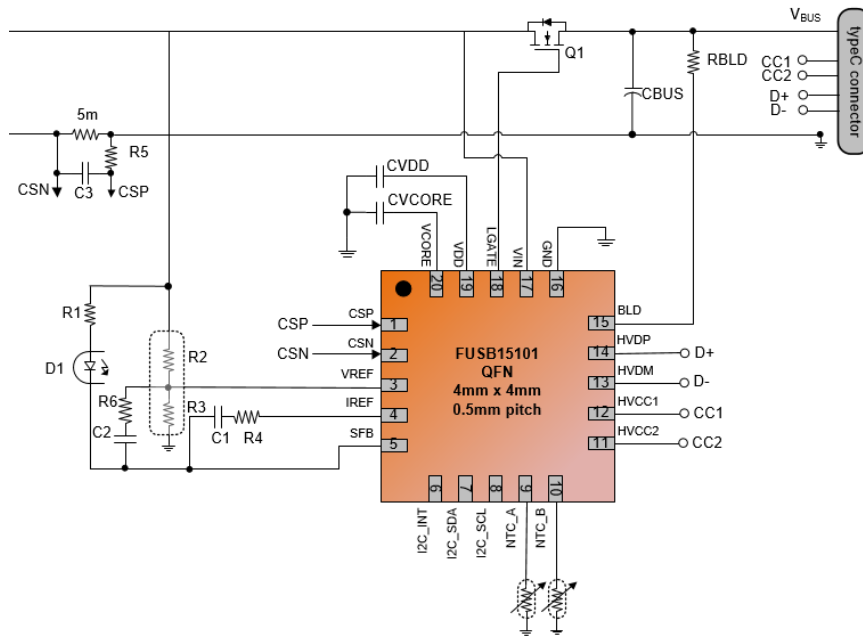 VBUS
typeC connector
Q1
RBLD
CC1
CC2
CBUS
D+
D-
5m
R5
CSN
C3
CSP
CVDD
CVCORE
VCORE
VDD
LGATE
VIN
GND
20
19
18
17
16
R1
BLD
CSP
CSP
1
15
FUSB15101
QFN
4mm x 4mm
0.5mm pitch
HVDP
D+
CSN
CSN
2
14
R2
D1
VREF
3
HVDM
13
D-
R6
R3
IREF
4
HVCC1
12
CC1
C2
C1
R4
SFB
5
HVCC2
11
CC2
6
7
8
9
10
I2C_INT
I2C_SDA
I2C_SCL
NTC_A
NTC_B